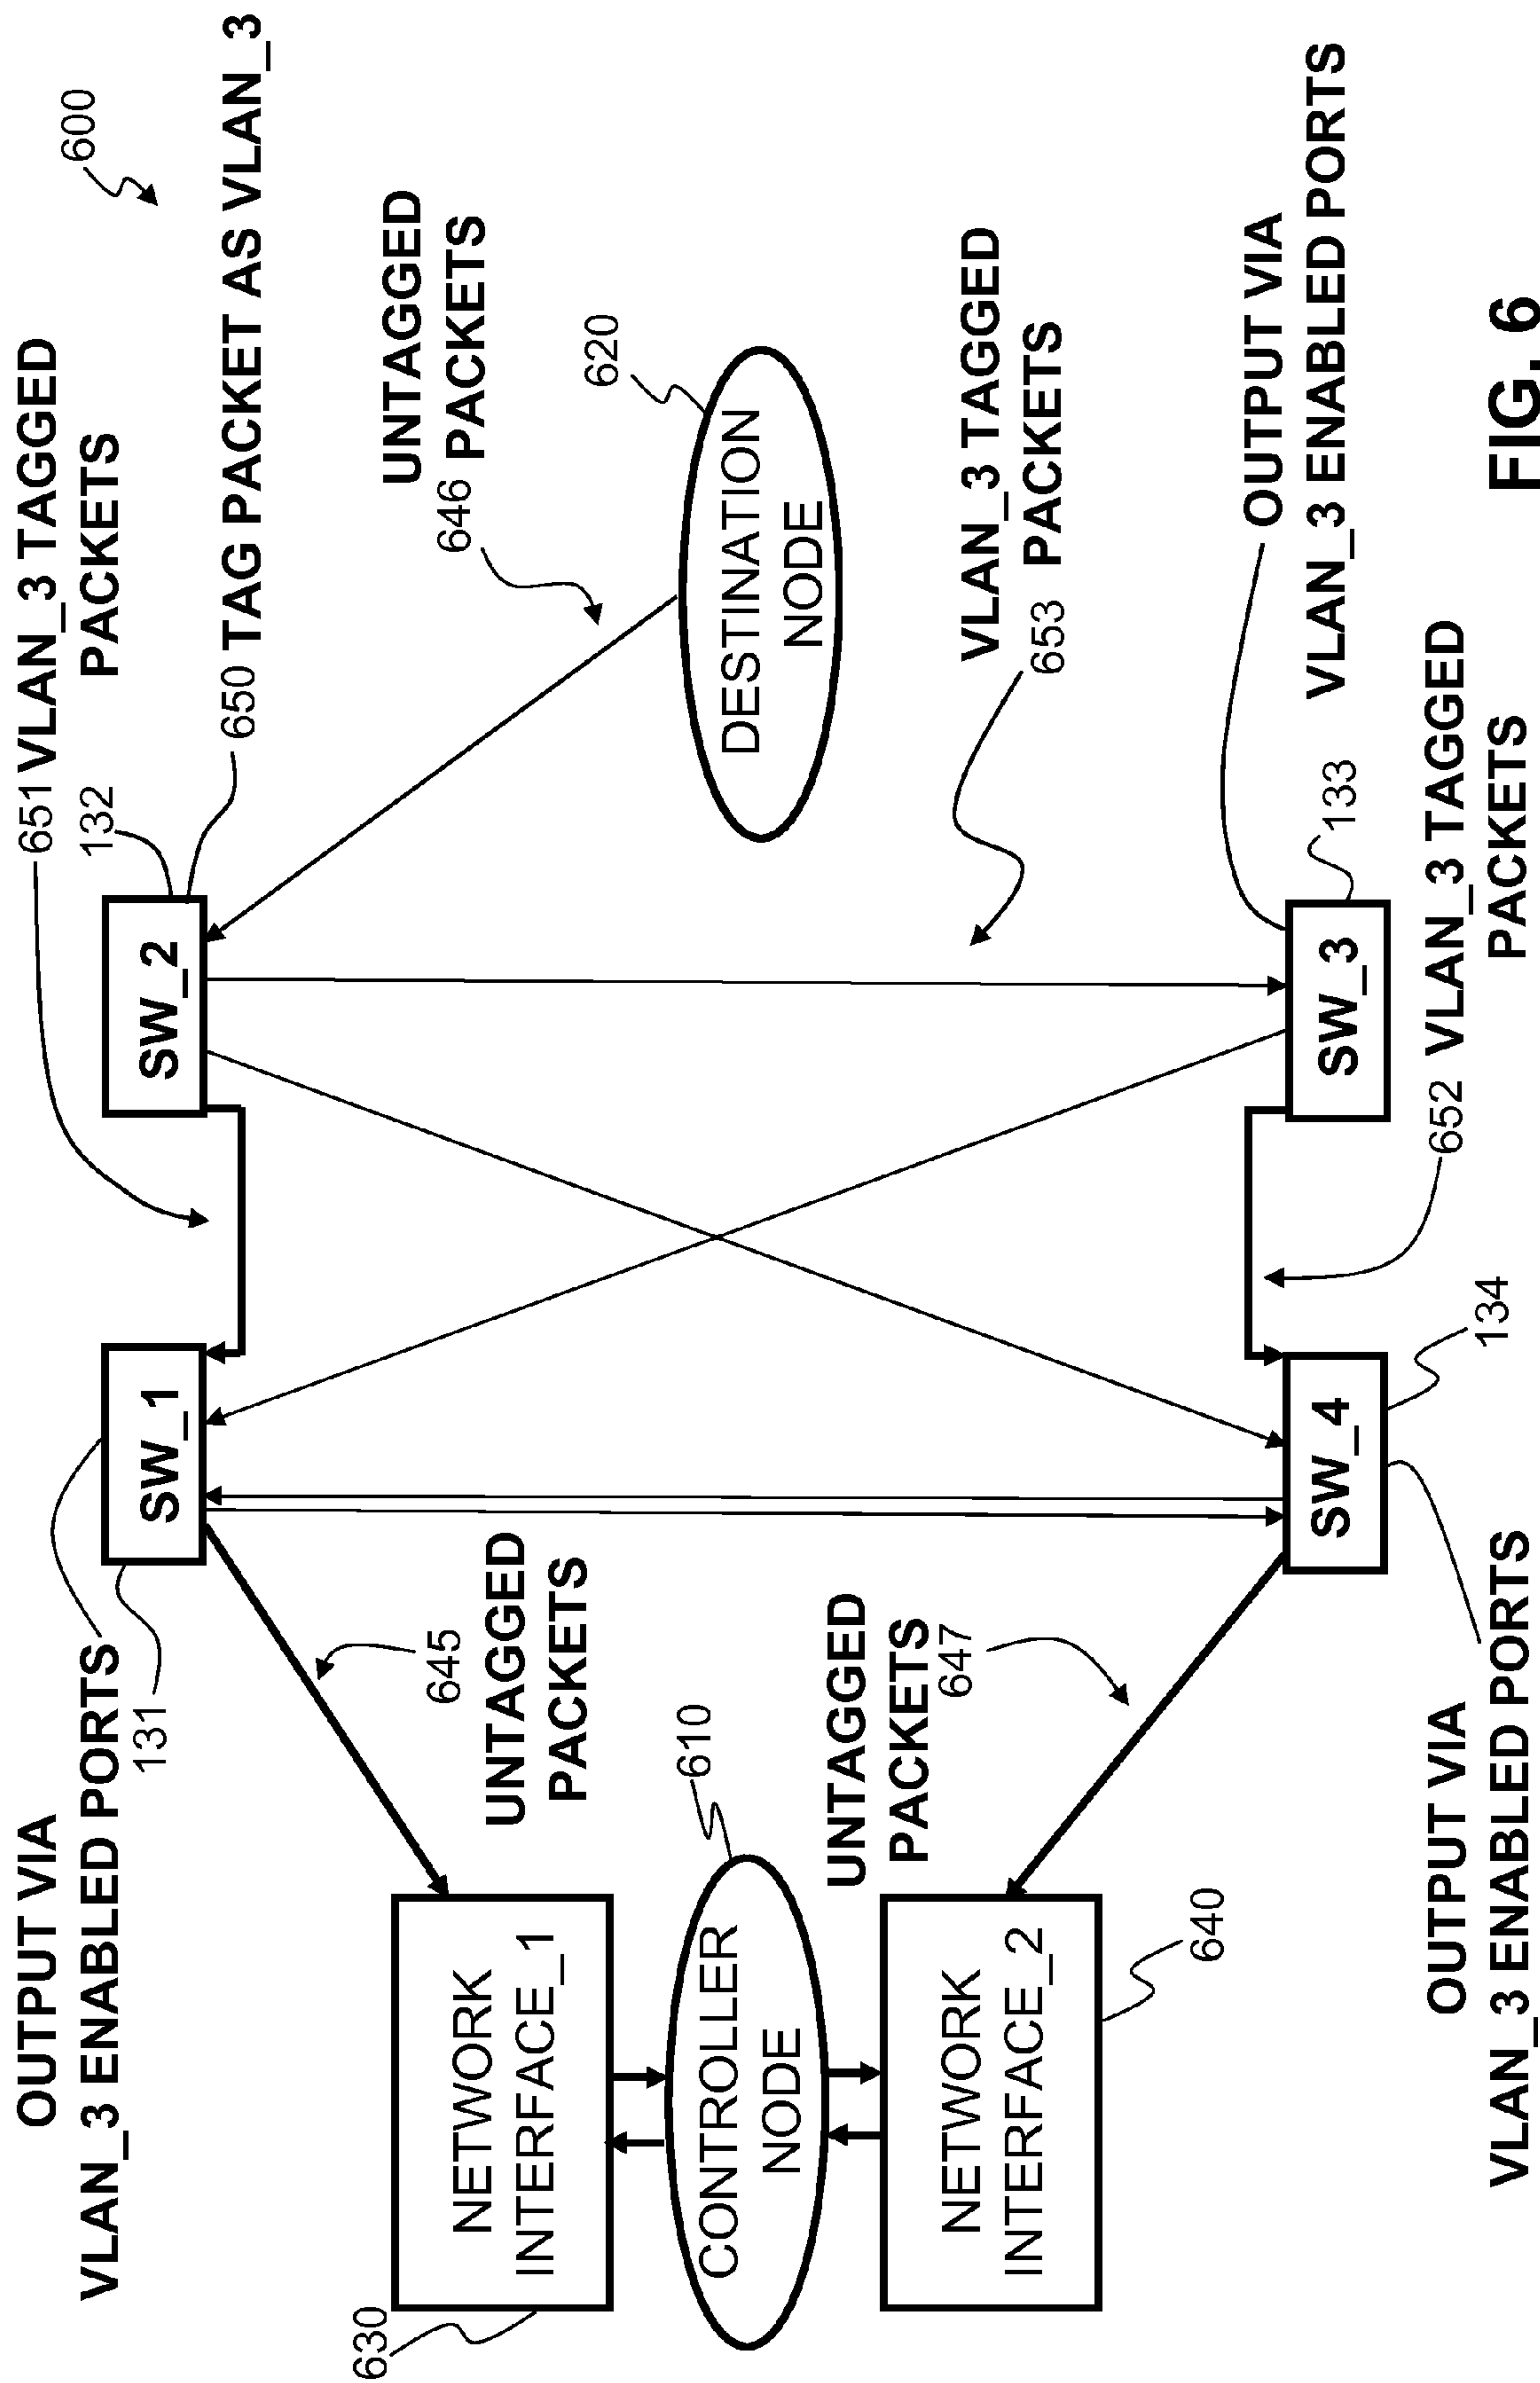 600
OUTPUT VIA
VLAN_3 ENABLED PORTS
131
SW_1
651 VLAN_3 TAGGED
PACKETS
132
SW_2
650 TAG PACKET AS VLAN_3
630
NETWORK
INTERFACE_1
645
UNTAGGED
PACKETS
UNTAGGED
PACKETS
646
CONTROLLER
NODE
610
DESTINATION
NODE
620
UNTAGGED
PACKETS
647
NETWORK
INTERFACE_2
640
VLAN_3 TAGGED
653 PACKETS
SW_4
134
SW_3
133
OUTPUT VIA
VLAN_3 ENABLED PORTS
OUTPUT VIA
VLAN_3 ENABLED PORTS
652 VLAN_3 TAGGED
PACKETS
FIG. 6